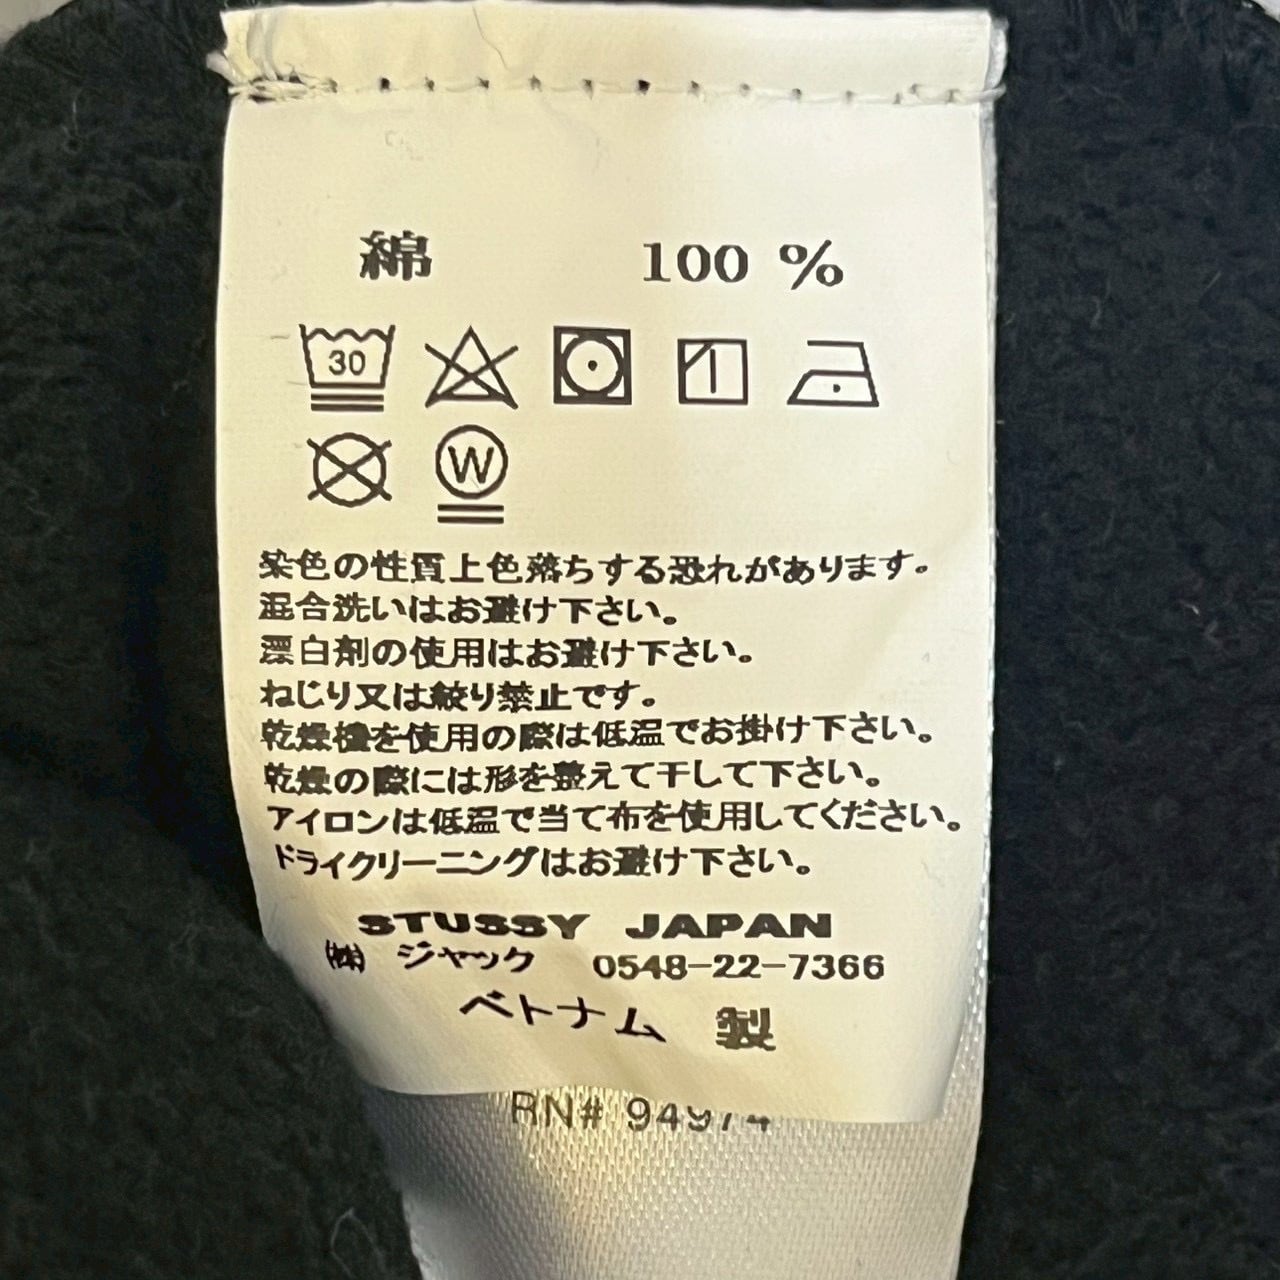 綿 100 %
30
W
染色の性質上色落ちする恐れがあります。
混合洗いはお避け下さい。
漂白剤の使用はお避け下さい。
ねじり又は絞り禁止です。
乾燥機を使用の際は低温でお掛け下さい。
乾燥の際には形を整えて干して下さい。
アイロンは低温で当て布を使用してください。
ドライクリーニングはお避け下さい。
STUSSY JAPAN
㈱ ジャック 0548-22-7366
ベトナム 製
RN# 94974